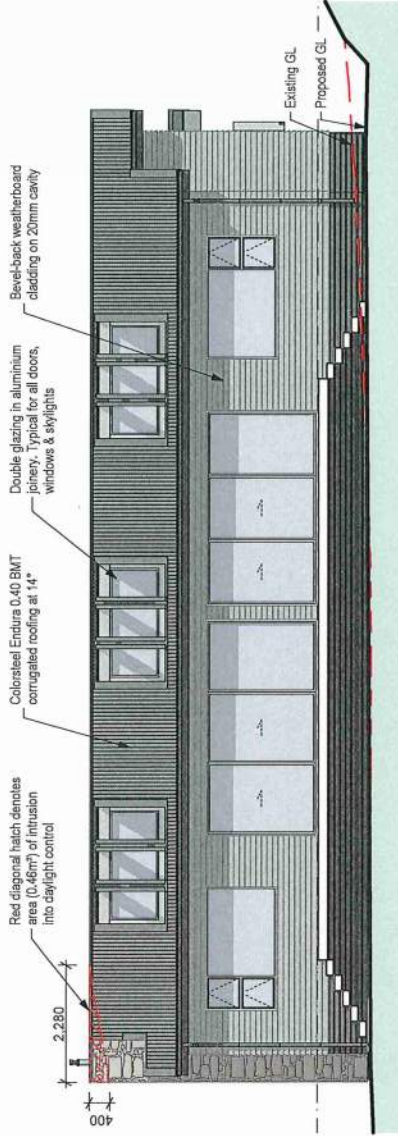 Red diagonal hatch denotes
area (0.46m²) of intrusion
into daylight control
Colorsteel Endura 0.40 BMT
corrugated roofing at 14°
Double glazing in aluminium
joinery. Typical for all doors,
windows & skylights
Bevel-back weatherboard
cladding on 20mm cavity
Existing GL
Proposed GL
2,280
400